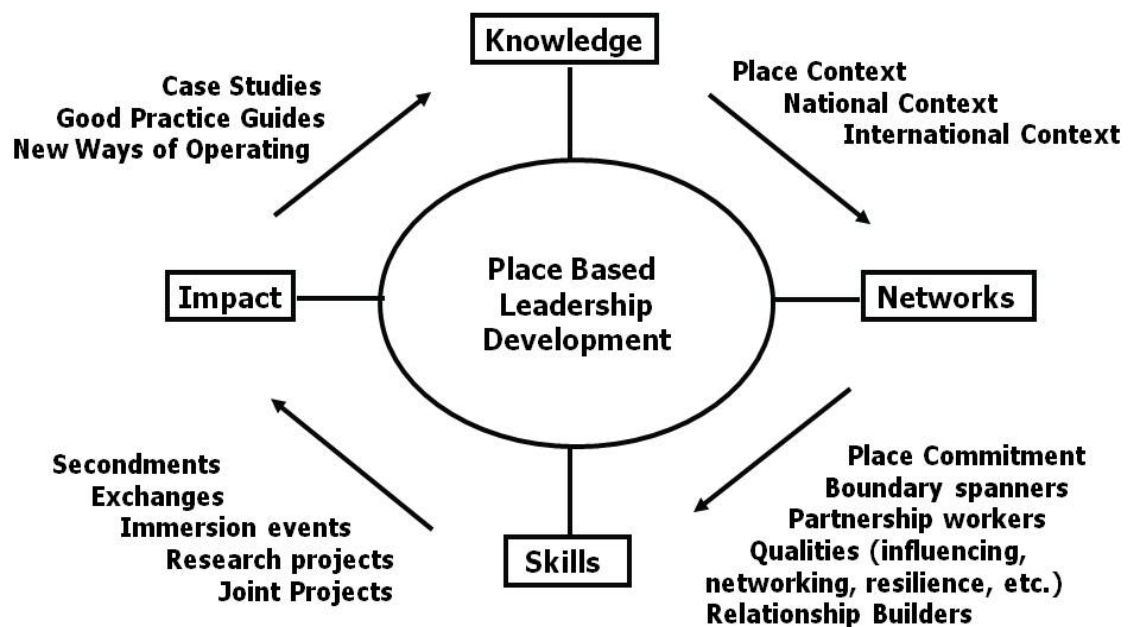 Knowledge
Case Studies
Good Practice Guides
New Ways of Operating
Place Context
National Context
International Context
Impact
Place Based
Leadership
Development
Networks
Secondments
Exchanges
Immersion events
Research projects
Joint Projects
Skills
Place Commitment
Boundary spanners
Partnership workers
Qualities (influencing,
networking, resilience, etc.)
Relationship Builders